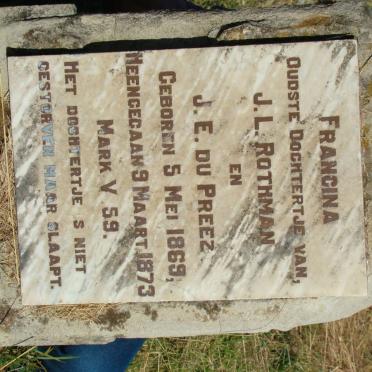 FRANCINA
OUDSTE DOCHTERTJE VAN,
J. L. ROTHMAN
EN
J. E. DU PREEZ
GEBOREN 5 MEI 1869,
HEENGEGAAN 9 MAART 1873
MARK V 59.
HET DOCHTERTJE S NIET
GESTORVEN MAAR SLAAPT.